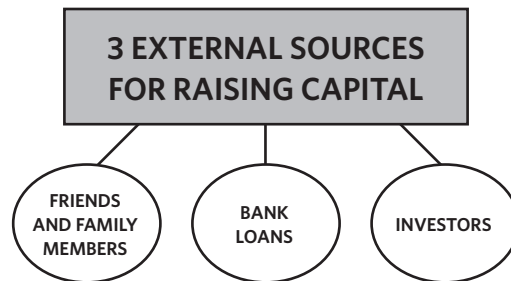 3 EXTERNAL SOURCES
FOR RAISING CAPITAL
FRIENDS
AND FAMILY
MEMBERS
BANK
LOANS
INVESTORS